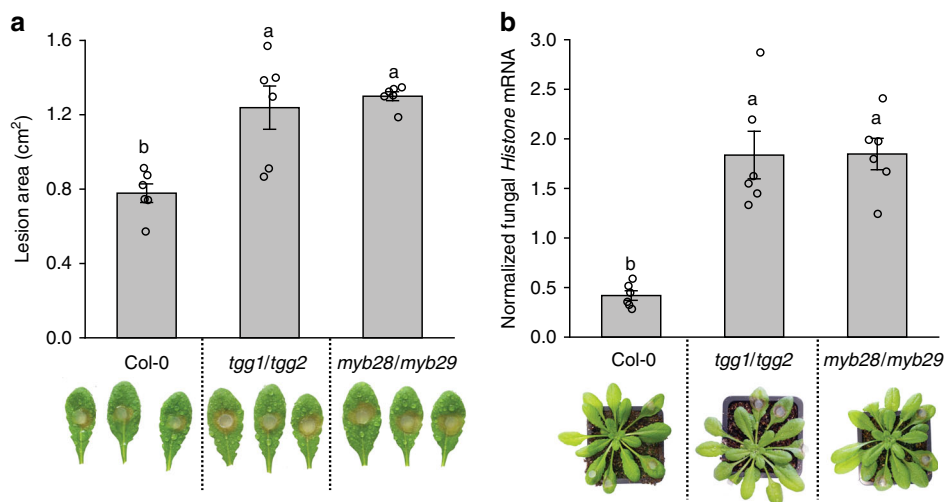 a
Lesion area (cm²)
1.6
1.2
0.8
0.4
0.0
b
a
a
Col-0
tgg1/tgg2
myb28/myb29
b
Normalized fungal Histone mRNA
3.0
2.5
2.0
1.5
1.0
0.5
0.0
b
a
a
Col-0
tgg1/tgg2
myb28/myb29